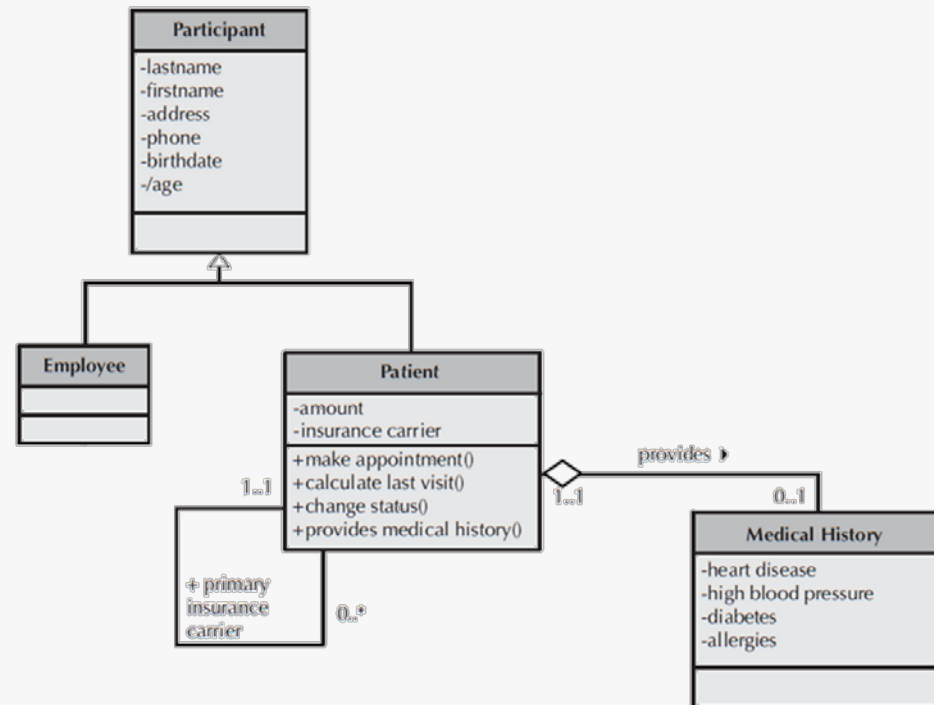 Participant
-lastname
-firstname
-address
-phone
-birthdate
-/age
Employee
Patient
-amount
-insurance carrier
+make appointment()
+calculate last visit()
+change status()
+provides medical history()
1..1
+ primary
insurance
carrier
0..*
provides
1..1
0..1
Medical History
-heart disease
-high blood pressure
-diabetes
-allergies